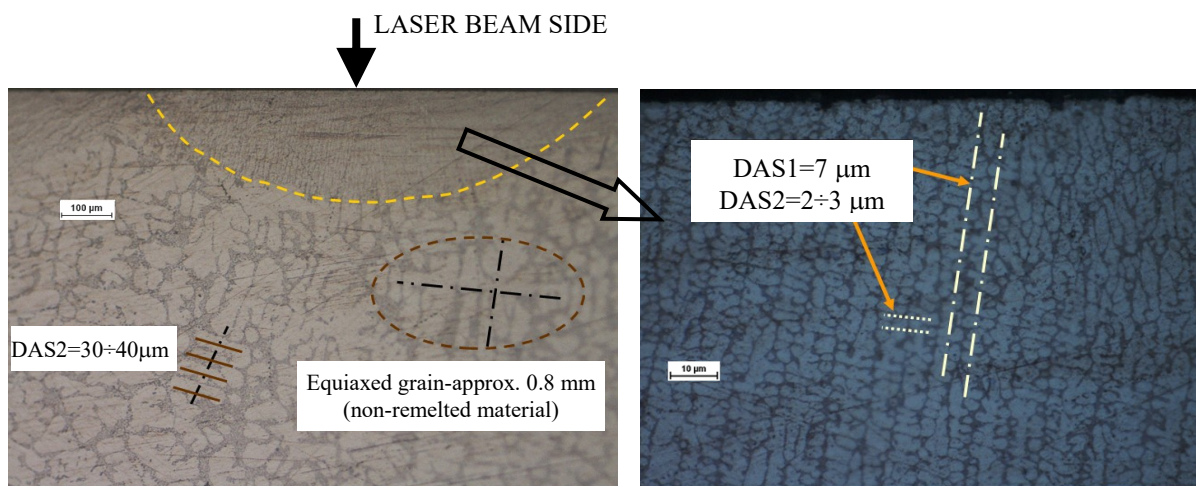 LASER BEAM SIDE
100 μm
DAS2=30÷40μm
Equiaxed grain-approx. 0.8 mm
(non-remelted material)
DAS1=7 μm
DAS2=2÷3 μm
10 μm